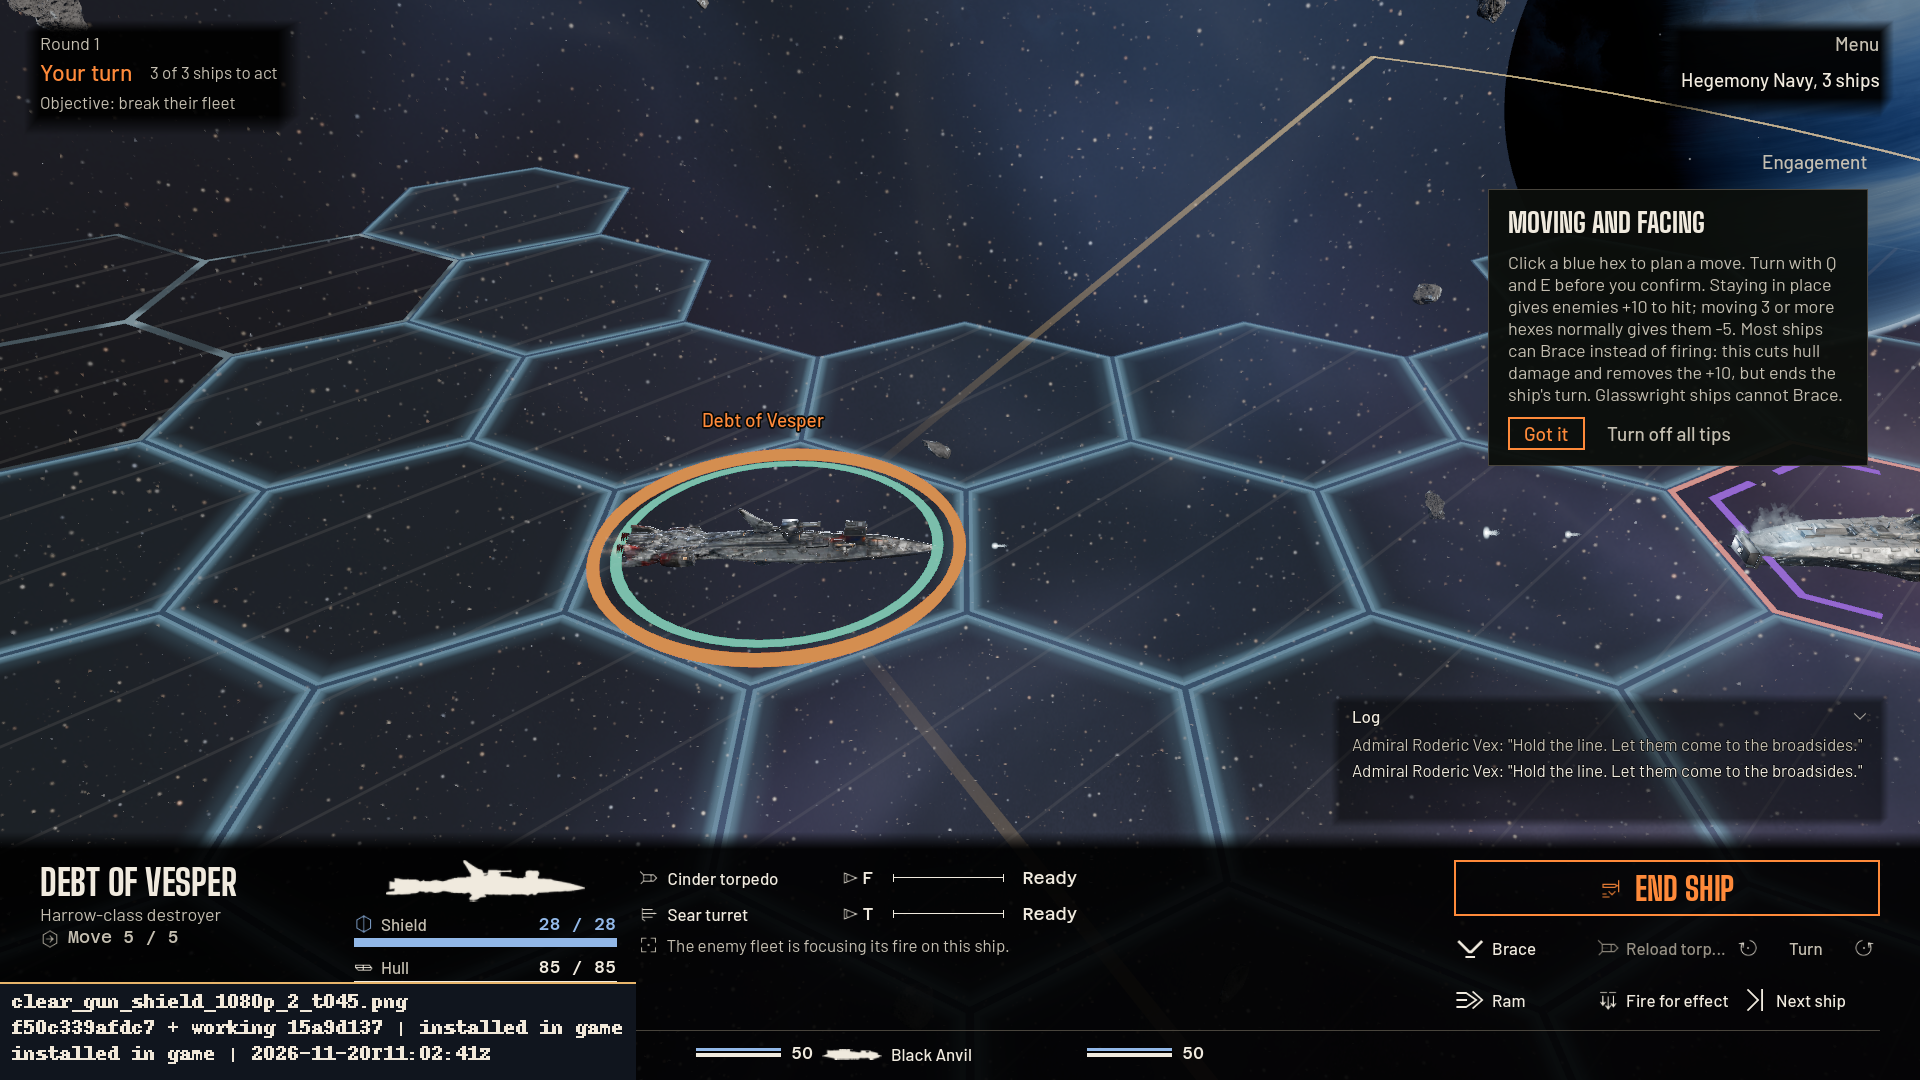 Round 1
Your turn 3 of 3 ships to act
Objective: break their fleet
Menu
Hegemony Navy, 3 ships
Engagement
MOVING AND FACING
Click a blue hex to plan a move. Turn with Q
and E before you confirm. Staying in place
gives enemies +10 to hit; moving 3 or more
hexes normally gives them -5. Most ships
can Brace instead of firing: this cuts hull
damage and removes the +10, but ends the
ship's turn. Glasswright ships cannot Brace.
Got it Turn off all tips
Debt of Vesper
Log
Admiral Roderic Vex: "Hold the line. Let them come to the broadsides."
Admiral Roderic Vex: "Hold the line. Let them come to the broadsides."
DEBT OF VESPER
Harrow-class destroyer
Move 5 / 5
Shield 28 / 28
Hull 85 / 85
Cinder torpedo F Ready
Sear turret T Ready
The enemy fleet is focusing its fire on this ship.
END SHIP
Brace Reload torp... Turn
Ram Fire for effect Next ship
clear_gun_shield_1080p_2_t045.png
f50c339afdc7 + working 15a9d137 | installed in game
installed in game | 2026-11-20T11:02:41Z
50 Black Anvil 50